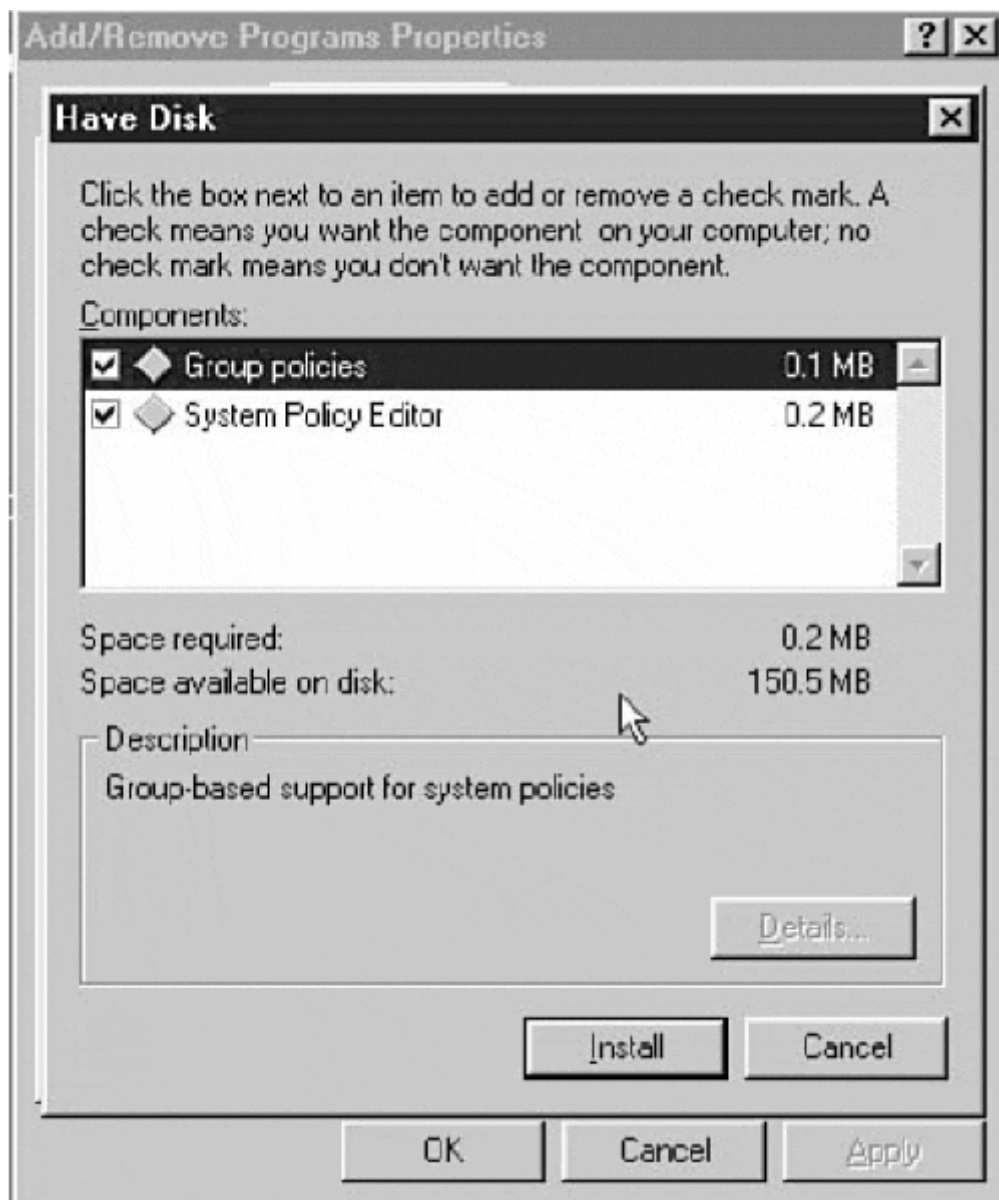 Add/Remove Programs Properties
Have Disk
Click the box next to an item to add or remove a check mark. A
check means you want the component on your computer; no
check mark means you don't want the component.
Components:
Group policies 0.1 MB
System Policy Editor 0.2 MB
Space required: 0.2 MB
Space available on disk: 150.5 MB
Description
Group-based support for system policies
Details...
Install Cancel
OK Cancel Apply